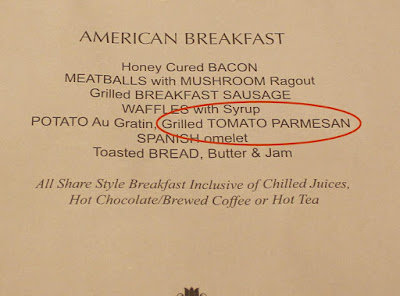 AMERICAN BREAKFAST
Honey Cured BACON
MEATBALLS with MUSHROOM Ragout
Grilled BREAKFAST SAUSAGE
WAFFLES with Syrup
POTATO Au Gratin, Grilled TOMATO PARMESAN
SPANISH omelet
Toasted BREAD, Butter & Jam
All Share Style Breakfast Inclusive of Chilled Juices,
Hot Chocolate/Brewed Coffee or Hot Tea